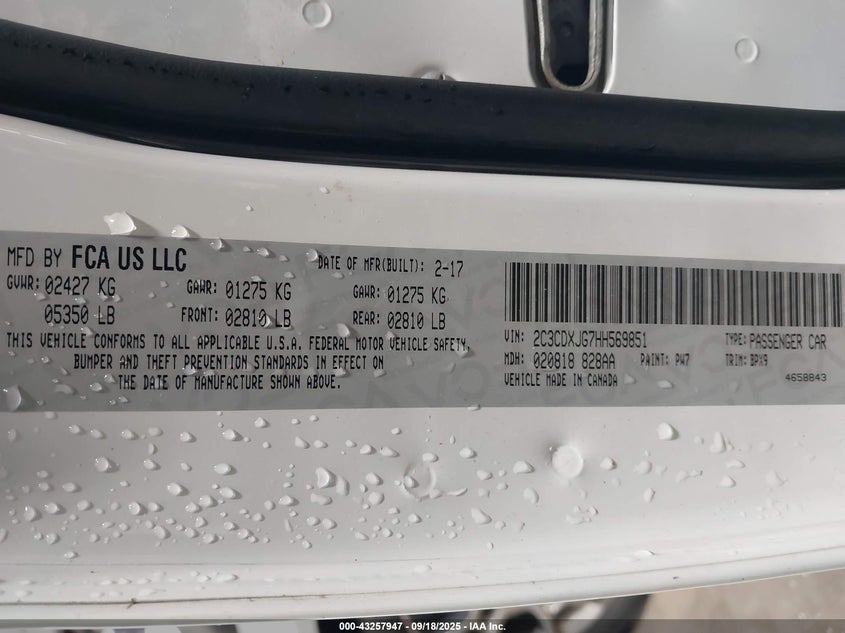 MFD BY FCA US LLC
DATE OF MFR(BUILT): 2-17
GVWR: 02427 KG
05350 LB
GAWR: 01275 KG
FRONT: 02810 LB
GAWR: 01275 KG
REAR: 02810 LB
THIS VEHICLE CONFORMS TO ALL APPLICABLE U.S.A. FEDERAL MOTOR VEHICLE SAFETY,
BUMPER AND THEFT PREVENTION STANDARDS IN EFFECT ON
THE DATE OF MANUFACTURE SHOWN ABOVE.
VIN: 2C3CDXJG7HH569851
TYPE: PASSENGER CAR
MDH: 020818 828AA
PAINT: PW7
TRIM: BPX9
VEHICLE MADE IN CANADA
4658843
000-43257947 - 09/18/2025 - IAA Inc.